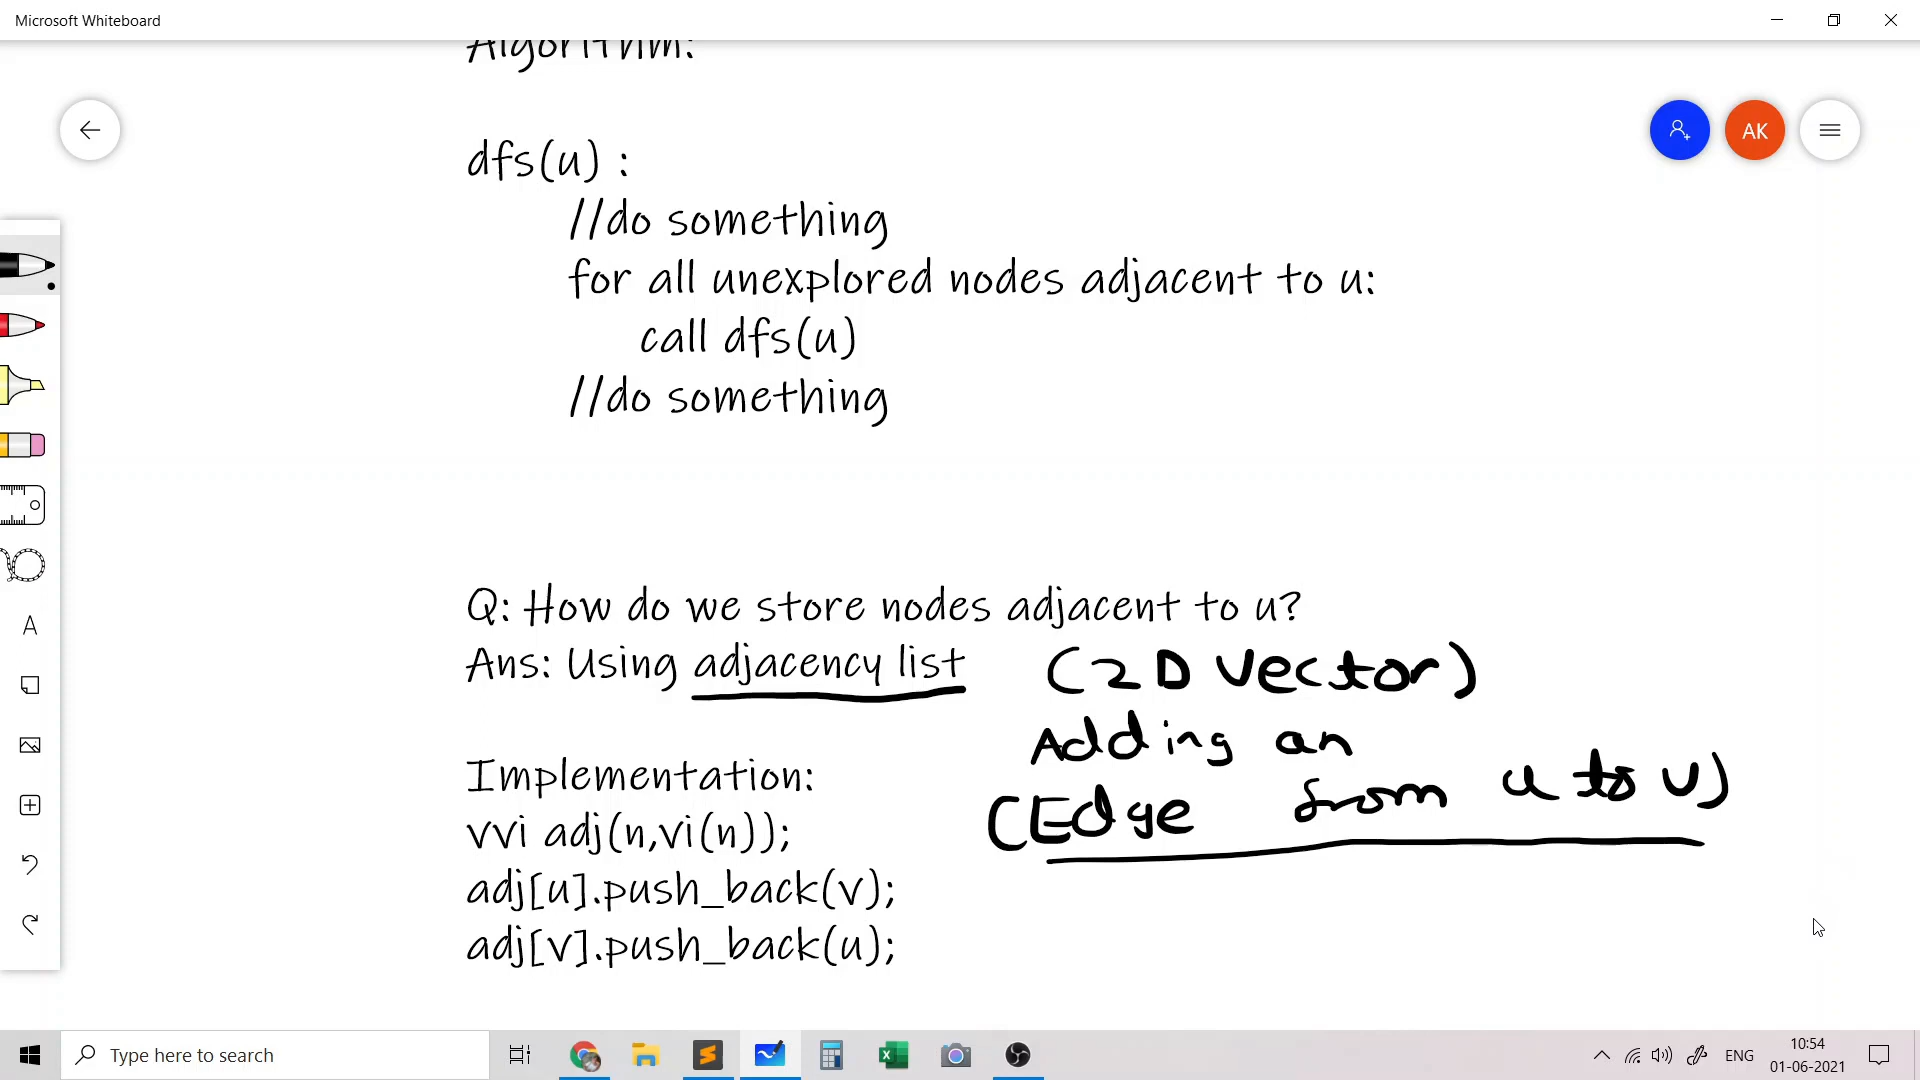 Microsoft Whiteboard
Algorithm:
AK
dfs(u) :
//do something
for all unexplored nodes adjacent to u:
call dfs(u)
//do something
Q: How do we store nodes adjacent to u?
Ans: Using adjacency list (2D vector)
Adding an
(Edge from u to v)
Implementation:
vvi adj(n,vi(n));
adj[u].push_back(v);
adj[v].push_back(u);
A
Type here to search
ENG
10:54
01-06-2021